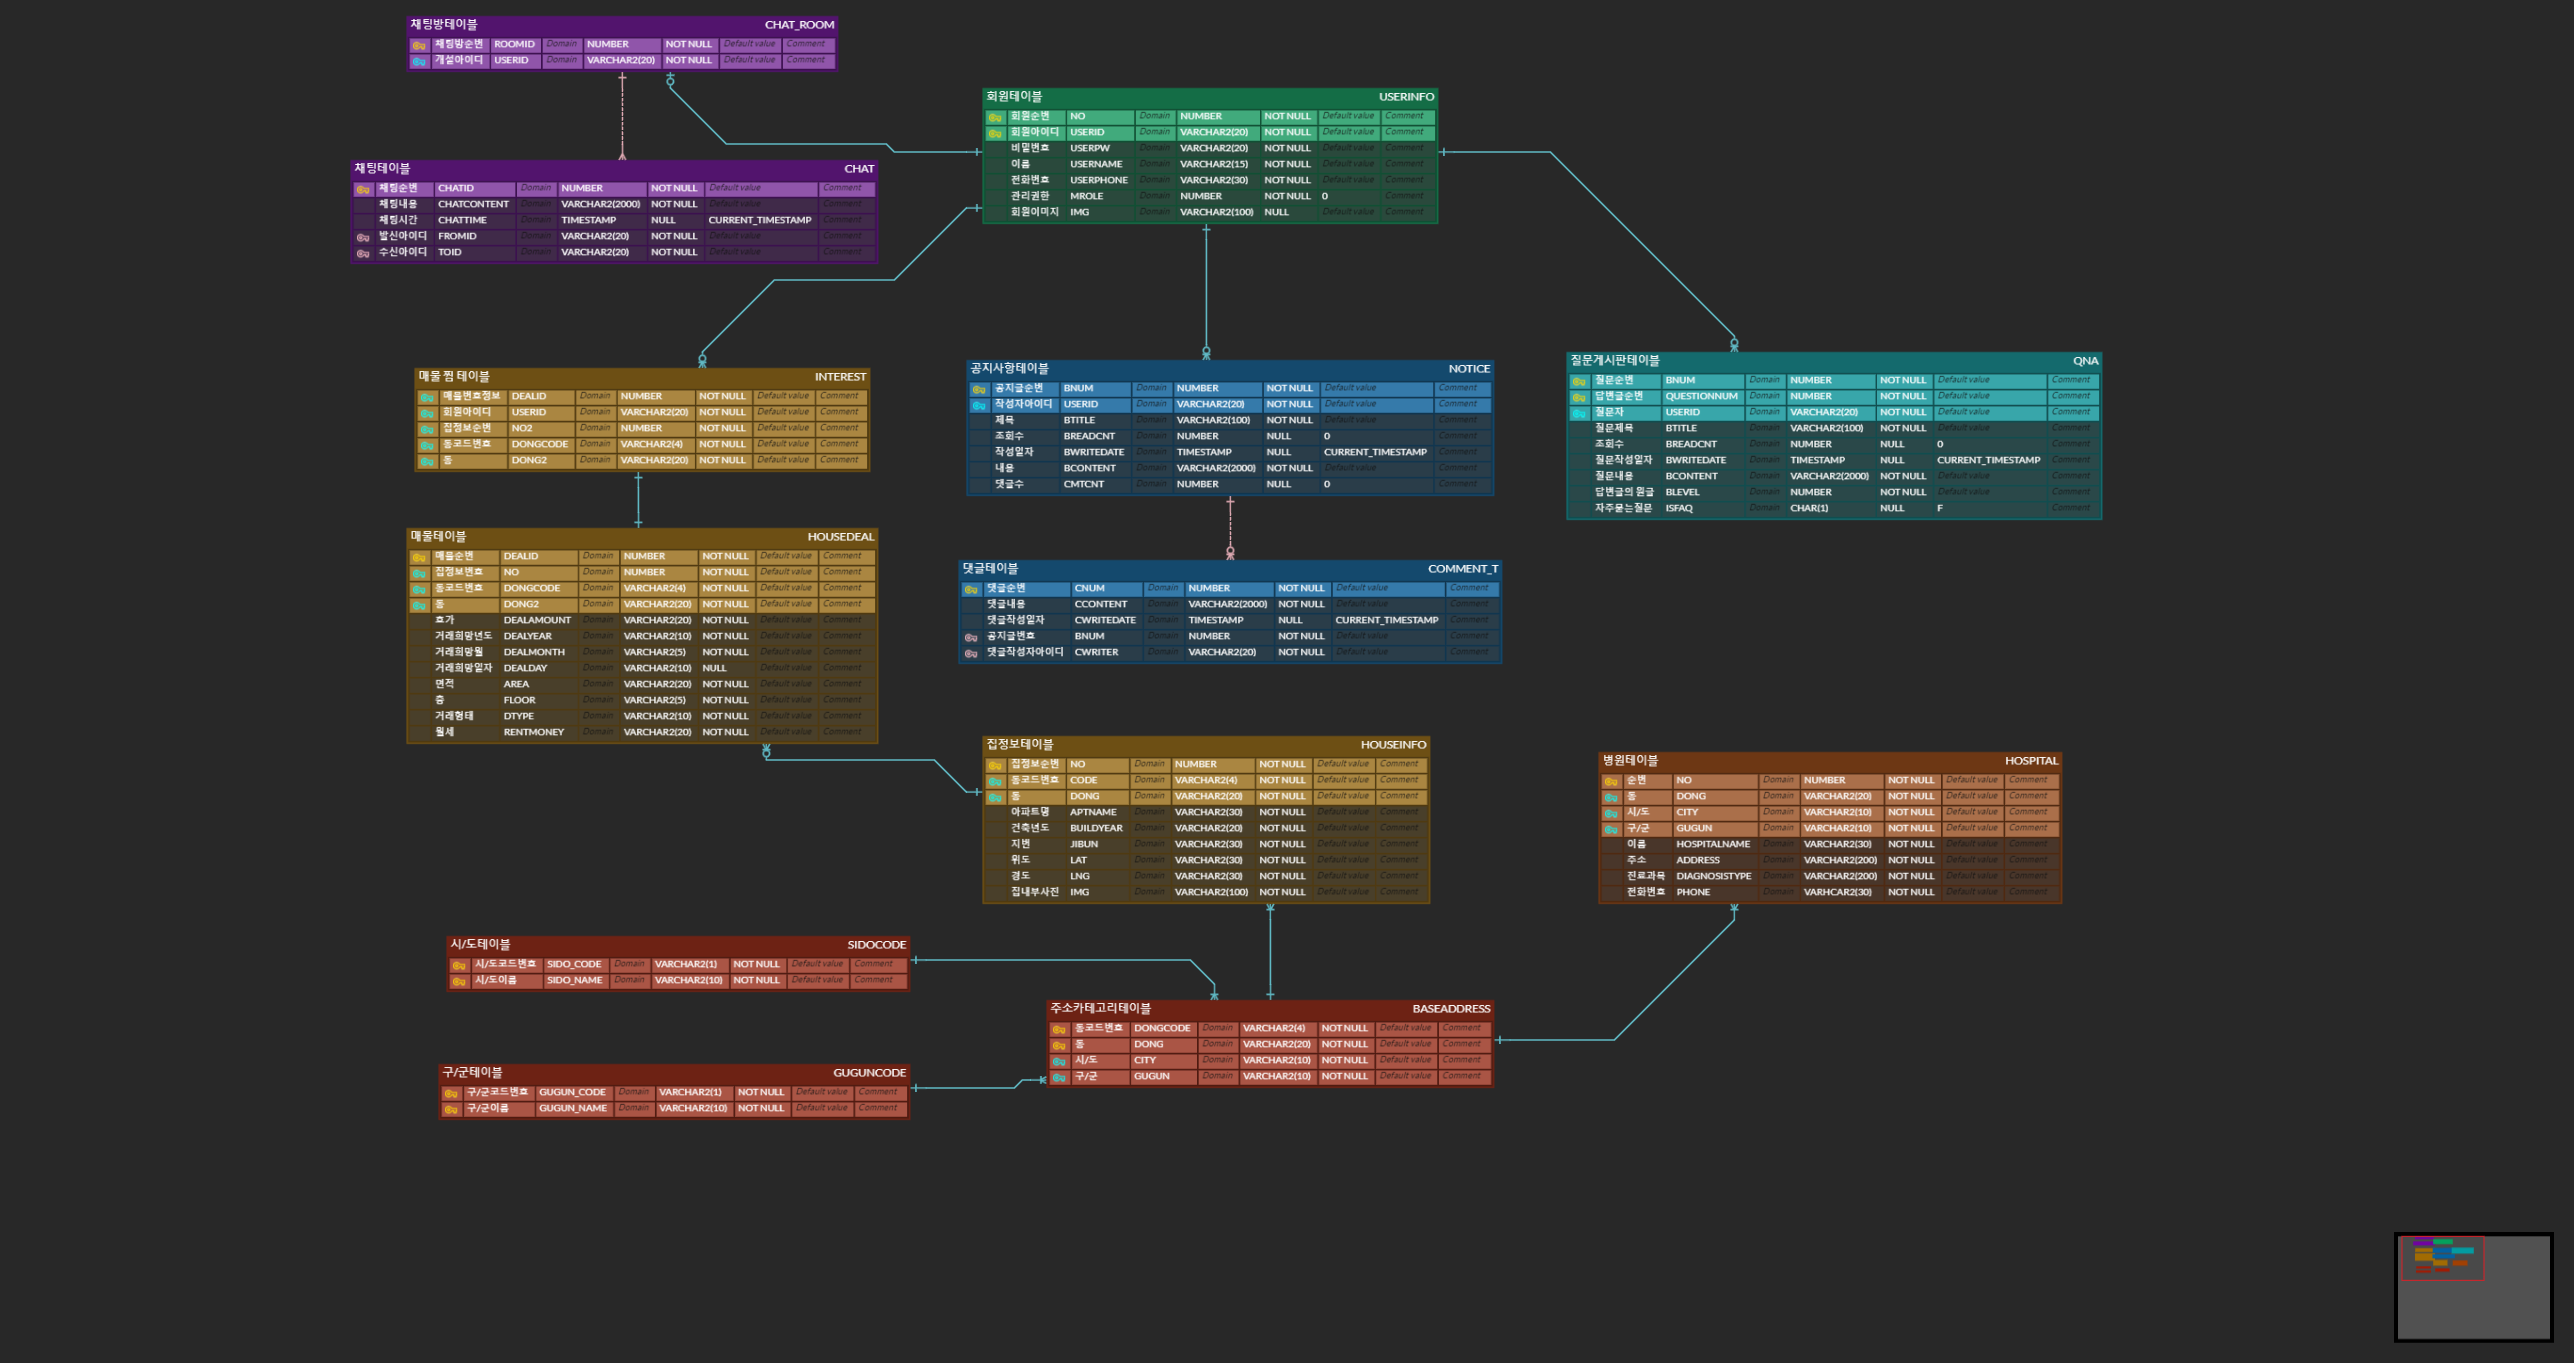 채팅방테이블 CHAT_ROOM
채팅방순번 ROOMID Domain NUMBER NOT NULL Default value Comment
개설아이디 USERID Domain VARCHAR2(20) NOT NULL Default value Comment
회원테이블 USERINFO
회원순번 NO Domain NUMBER NOT NULL Default value Comment
회원아이디 USERID Domain VARCHAR2(20) NOT NULL Default value Comment
비밀번호 USERPW Domain VARCHAR2(20) NOT NULL Default value Comment
이름 USERNAME Domain VARCHAR2(15) NOT NULL Default value Comment
전화번호 USERPHONE Domain VARCHAR2(30) NOT NULL Default value Comment
관리권한 MROLE Domain NUMBER NOT NULL 0 Comment
회원이미지 IMG Domain VARCHAR2(100) NULL Default value Comment
채팅테이블 CHAT
채팅순번 CHATID Domain NUMBER NOT NULL Default value Comment
채팅내용 CHATCONTENT Domain VARCHAR2(2000) NOT NULL Default value Comment
채팅시간 CHATTIME Domain TIMESTAMP NULL CURRENT_TIMESTAMP Comment
발신아이디 FROMID Domain VARCHAR2(20) NOT NULL Default value Comment
수신아이디 TOID Domain VARCHAR2(20) NOT NULL Default value Comment
매물 찜 테이블 INTEREST
매물번호정보 DEALID Domain NUMBER NOT NULL Default value Comment
회원아이디 USERID Domain VARCHAR2(20) NOT NULL Default value Comment
집정보순번 NO2 Domain NUMBER NOT NULL Default value Comment
동코드번호 DONGCODE Domain VARCHAR2(4) NOT NULL Default value Comment
동 DONG2 Domain VARCHAR2(20) NOT NULL Default value Comment
공지사항테이블 NOTICE
공지글순번 BNUM Domain NUMBER NOT NULL Default value Comment
작성자아이디 USERID Domain VARCHAR2(20) NOT NULL Default value Comment
제목 BTITLE Domain VARCHAR2(100) NOT NULL Default value Comment
조회수 BREADCNT Domain NUMBER NULL 0 Comment
작성일자 BWRITEDATE Domain TIMESTAMP NULL CURRENT_TIMESTAMP Comment
내용 BCONTENT Domain VARCHAR2(2000) NOT NULL Default value Comment
댓글수 CMTCNT Domain NUMBER NULL 0 Comment
질문게시판테이블 QNA
질문순번 BNUM Domain NUMBER NOT NULL Default value Comment
답변글순번 QUESTIONNUM Domain NUMBER NOT NULL Default value Comment
질문자 USERID Domain VARCHAR2(20) NOT NULL Default value Comment
질문제목 BTITLE Domain VARCHAR2(100) NOT NULL Default value Comment
조회수 BREADCNT Domain NUMBER NULL 0 Comment
질문작성일자 BWRITEDATE Domain TIMESTAMP NULL CURRENT_TIMESTAMP Comment
질문내용 BCONTENT Domain VARCHAR2(2000) NOT NULL Default value Comment
답변글의 원글 BLEVEL Domain NUMBER NOT NULL Default value Comment
자주묻는질문 ISFAQ Domain CHAR(1) NULL F Comment
매물테이블 HOUSEDEAL
매물순번 DEALID Domain NUMBER NOT NULL Default value Comment
집정보번호 NO Domain NUMBER NOT NULL Default value Comment
동코드번호 DONGCODE Domain VARCHAR2(4) NOT NULL Default value Comment
동 DONG2 Domain VARCHAR2(20) NOT NULL Default value Comment
호가 DEALAMOUNT Domain VARCHAR2(20) NOT NULL Default value Comment
거래희망년도 DEALYEAR Domain VARCHAR2(10) NOT NULL Default value Comment
거래희망월 DEALMONTH Domain VARCHAR2(5) NOT NULL Default value Comment
거래희망일자 DEALDAY Domain VARCHAR2(10) NULL Default value Comment
면적 AREA Domain VARCHAR2(20) NOT NULL Default value Comment
층 FLOOR Domain VARCHAR2(5) NOT NULL Default value Comment
거래형태 DTYPE Domain VARCHAR2(10) NOT NULL Default value Comment
월세 RENTMONEY Domain VARCHAR2(20) NOT NULL Default value Comment
댓글테이블 COMMENT_T
댓글순번 CNUM Domain NUMBER NOT NULL Default value Comment
댓글내용 CCONTENT Domain VARCHAR2(2000) NOT NULL Default value Comment
댓글작성일자 CWRITEDATE Domain TIMESTAMP NULL CURRENT_TIMESTAMP Comment
공지글번호 BNUM Domain NUMBER NOT NULL Default value Comment
댓글작성자아이디 CWRITER Domain VARCHAR2(20) NOT NULL Default value Comment
집정보테이블 HOUSEINFO
집정보순번 NO Domain NUMBER NOT NULL Default value Comment
동코드번호 CODE Domain VARCHAR2(4) NOT NULL Default value Comment
동 DONG Domain VARCHAR2(20) NOT NULL Default value Comment
아파트명 APTNAME Domain VARCHAR2(30) NOT NULL Default value Comment
건축년도 BUILDYEAR Domain VARCHAR2(20) NOT NULL Default value Comment
지번 JIBUN Domain VARCHAR2(30) NOT NULL Default value Comment
위도 LAT Domain VARCHAR2(30) NOT NULL Default value Comment
경도 LNG Domain VARCHAR2(30) NOT NULL Default value Comment
집내부사진 IMG Domain VARCHAR2(100) NOT NULL Default value Comment
병원테이블 HOSPITAL
순번 NO Domain NUMBER NOT NULL Default value Comment
동 DONG Domain VARCHAR2(20) NOT NULL Default value Comment
시/도 CITY Domain VARCHAR2(10) NOT NULL Default value Comment
구/군 GUGUN Domain VARCHAR2(10) NOT NULL Default value Comment
이름 HOSPITALNAME Domain VARCHAR2(30) NOT NULL Default value Comment
주소 ADDRESS Domain VARCHAR2(200) NOT NULL Default value Comment
진료과목 DIAGNOSISTYPE Domain VARCHAR2(200) NOT NULL Default value Comment
전화번호 PHONE Domain VARHCAR2(30) NOT NULL Default value Comment
시/도테이블 SIDOCODE
시/도코드번호 SIDO_CODE Domain VARCHAR2(1) NOT NULL Default value Comment
시/도이름 SIDO_NAME Domain VARCHAR2(10) NOT NULL Default value Comment
주소카테고리테이블 BASEADDRESS
동코드번호 DONGCODE Domain VARCHAR2(4) NOT NULL Default value Comment
동 DONG Domain VARCHAR2(20) NOT NULL Default value Comment
시/도 CITY Domain VARCHAR2(10) NOT NULL Default value Comment
구/군 GUGUN Domain VARCHAR2(10) NOT NULL Default value Comment
구/군테이블 GUGUNCODE
구/군코드번호 GUGUN_CODE Domain VARCHAR2(1) NOT NULL Default value Comment
구/군이름 GUGUN_NAME Domain VARCHAR2(10) NOT NULL Default value Comment